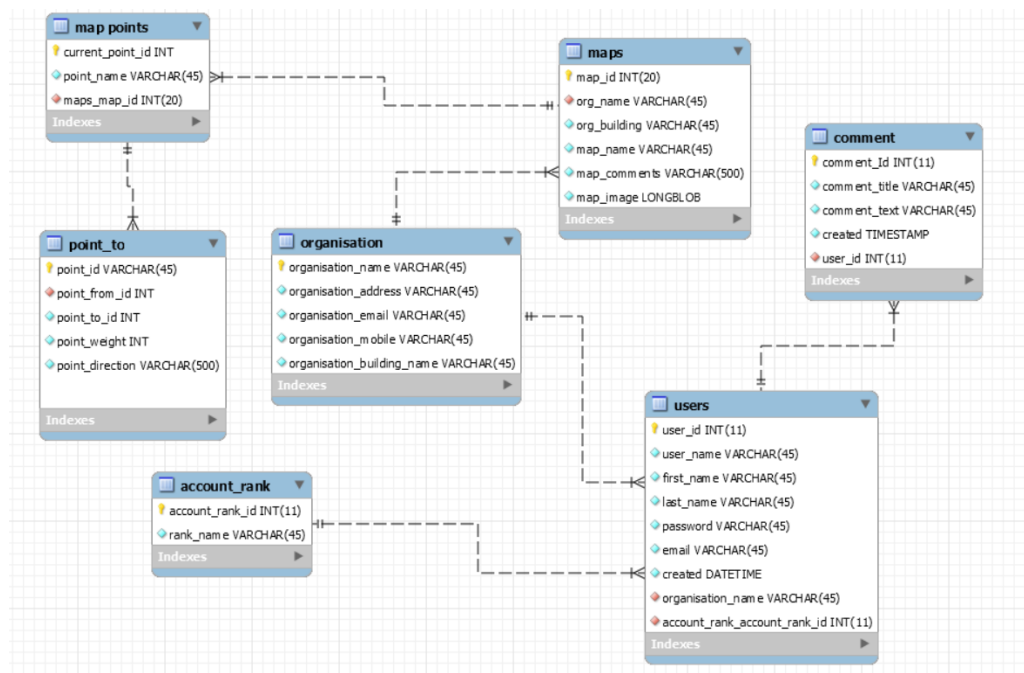 map points
current_point_id INT
point_name VARCHAR(45)
maps_map_id INT(20)
Indexes
maps
map_id INT(20)
org_name VARCHAR(45)
org_building VARCHAR(45)
map_name VARCHAR(45)
map_comments VARCHAR(500)
map_image LONGBLOB
Indexes
comment
comment_Id INT(11)
comment_title VARCHAR(45)
comment_text VARCHAR(45)
created TIMESTAMP
user_id INT(11)
Indexes
point_to
point_id VARCHAR(45)
point_from_id INT
point_to_id INT
point_weight INT
point_direction VARCHAR(500)
Indexes
organisation
organisation_name VARCHAR(45)
organisation_address VARCHAR(45)
organisation_email VARCHAR(45)
organisation_mobile VARCHAR(45)
organisation_building_name VARCHAR(45)
Indexes
users
user_id INT(11)
user_name VARCHAR(45)
first_name VARCHAR(45)
last_name VARCHAR(45)
password VARCHAR(45)
email VARCHAR(45)
created DATETIME
organisation_name VARCHAR(45)
account_rank_account_rank_id INT(11)
Indexes
account_rank
account_rank_id INT(11)
rank_name VARCHAR(45)
Indexes